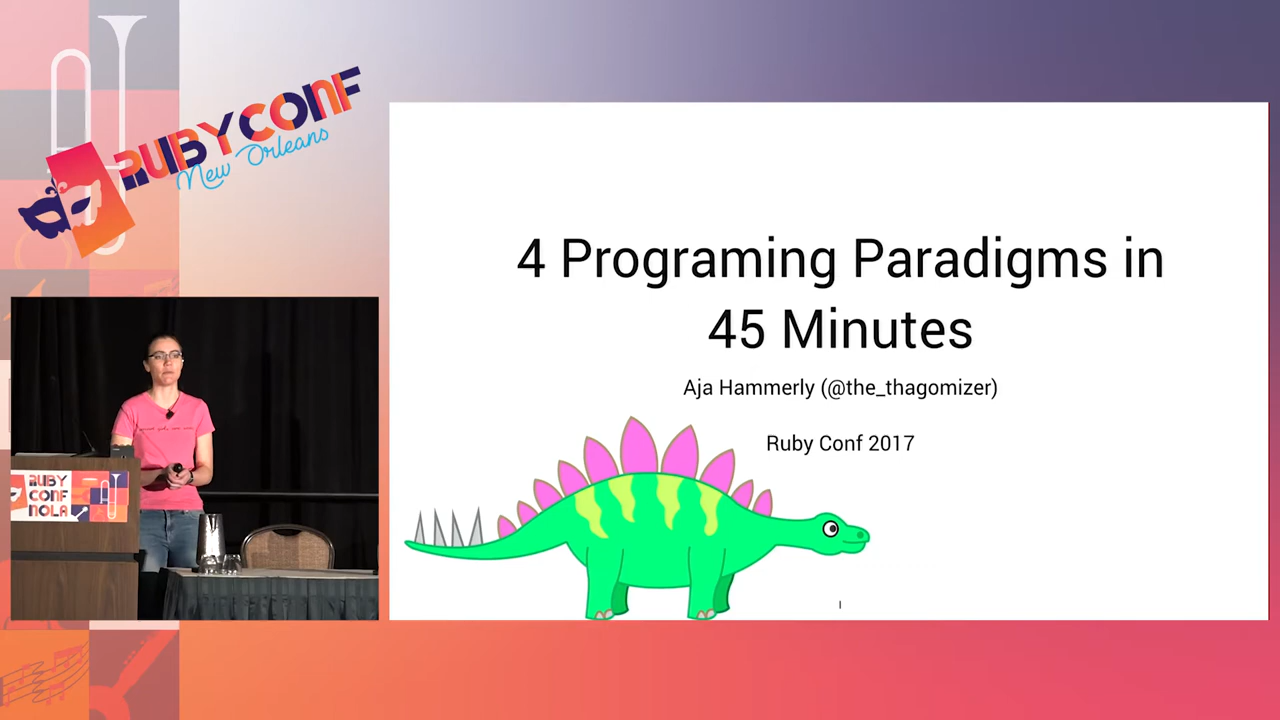 RUBYCONF
New Orleans
4 Programing Paradigms in
45 Minutes
Aja Hammerly (@the_thagomizer)
Ruby Conf 2017
RUBY
CONF
NOLA